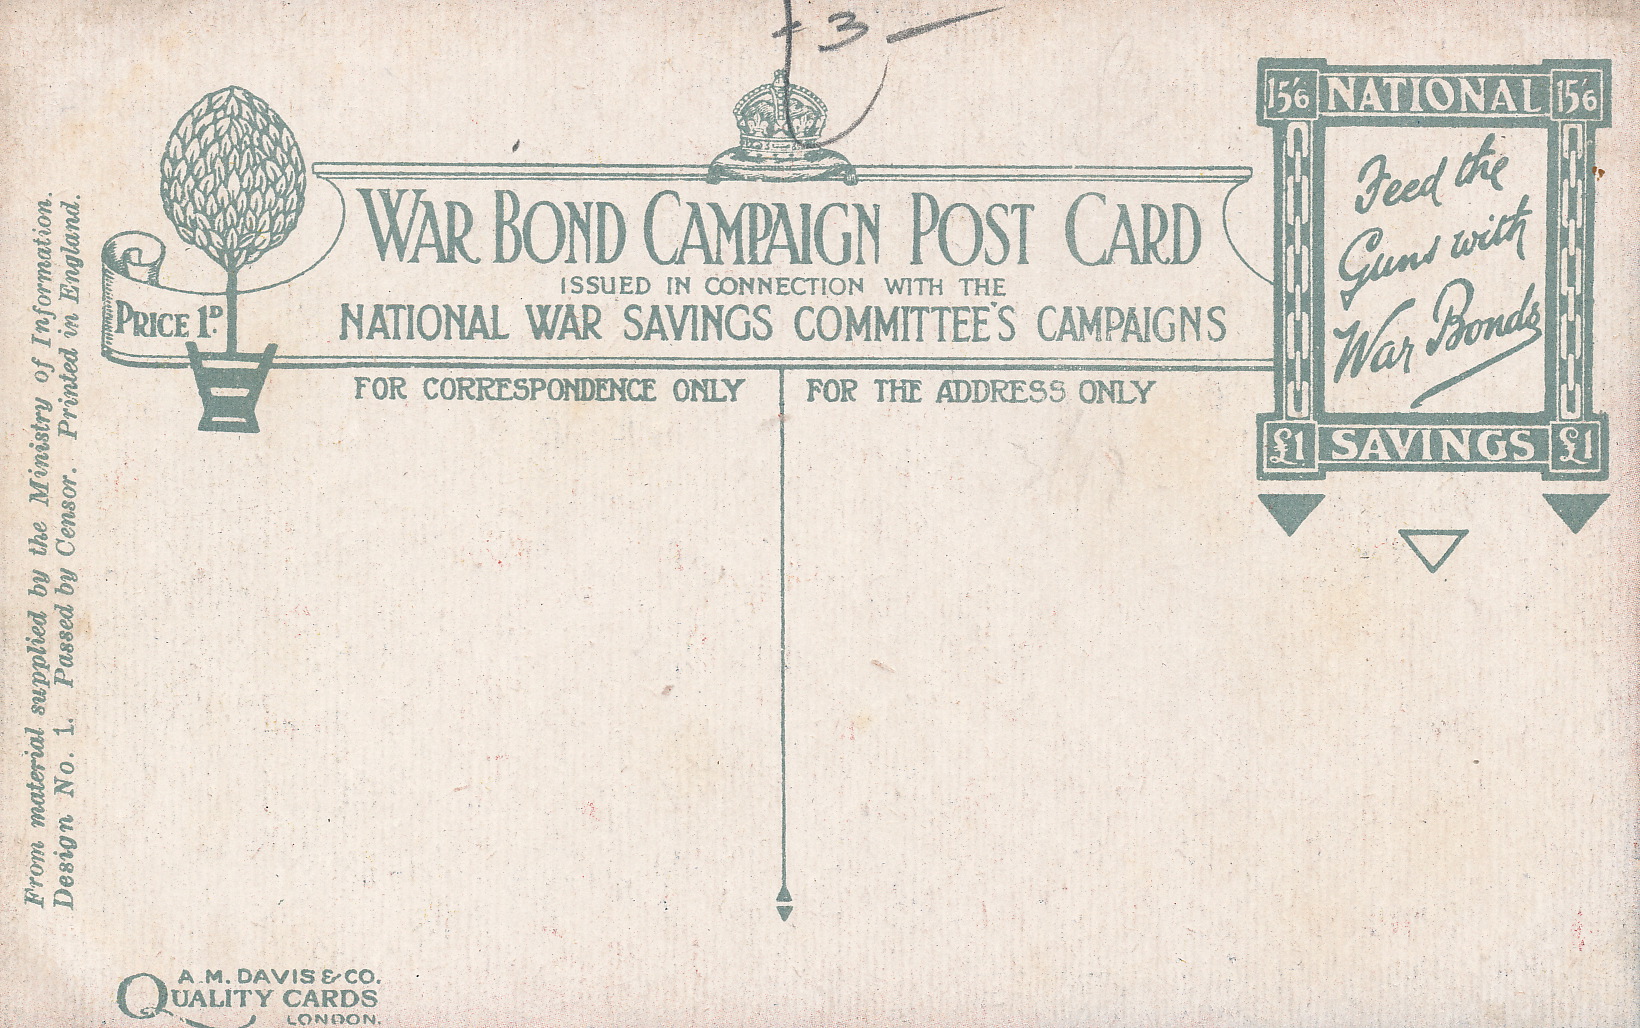 -3-
15/6 NATIONAL 15/6
Feed the
Guns with
War Bonds
£1 SAVINGS £1
WAR BOND CAMPAIGN POST CARD
ISSUED IN CONNECTION WITH THE
NATIONAL WAR SAVINGS COMMITTEE'S CAMPAIGNS
PRICE 1D.
FOR CORRESPONDENCE ONLY
FOR THE ADDRESS ONLY
From material supplied by the Ministry of Information.
Design No. 1. Passed by Censor. Printed in England.
A.M. DAVIS & CO.
QUALITY CARDS
LONDON.